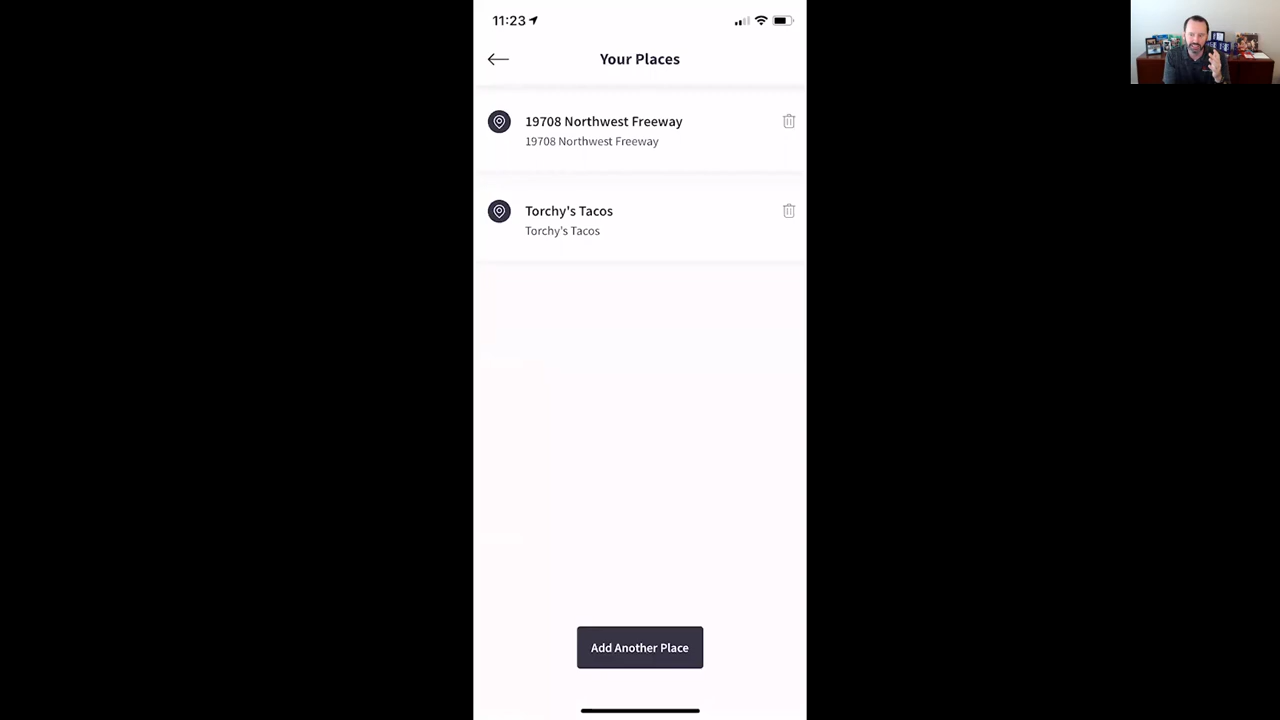 11:23
Your Places
19708 Northwest Freeway
19708 Northwest Freeway
Torchy's Tacos
Torchy's Tacos
Add Another Place